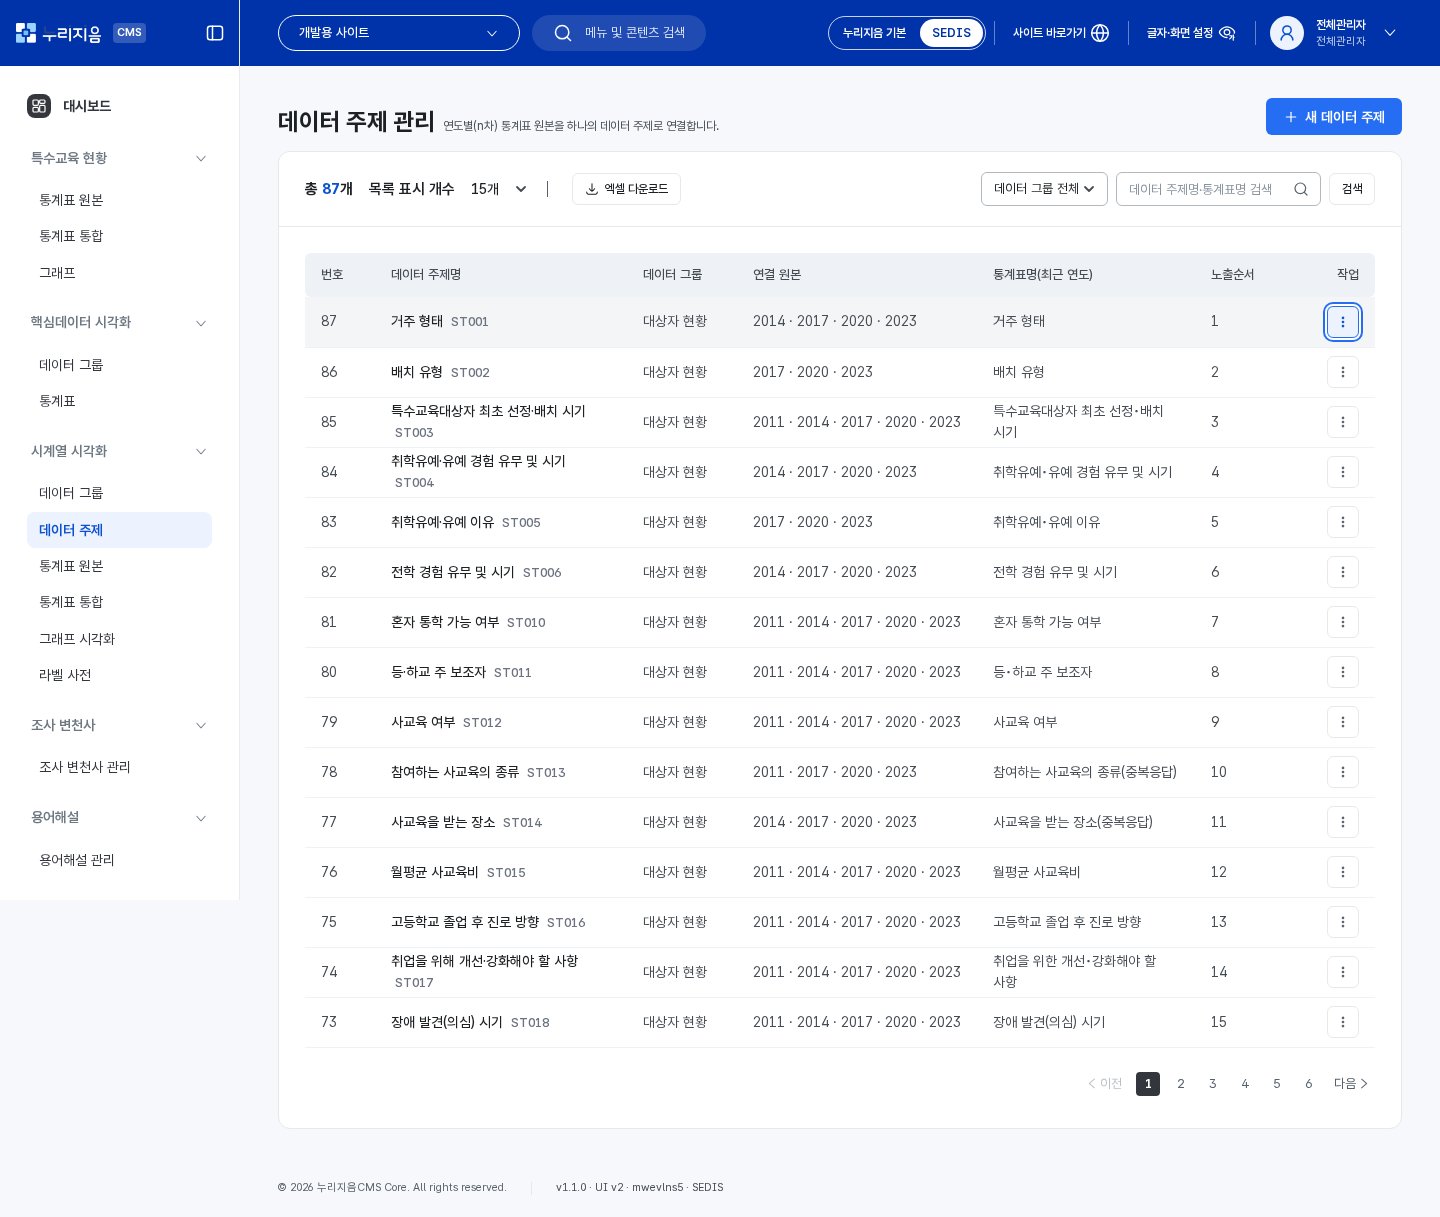 누리지음 CMS
개발용 사이트
메뉴 및 콘텐츠 검색
누리지음 기본 SEDIS
사이트 바로가기
글자·화면 설정
전체관리자
전체관리자
대시보드
특수교육 현황
통계표 원본
통계표 통합
그래프
핵심데이터 시각화
데이터 그룹
통계표
시계열 시각화
데이터 그룹
데이터 주제
통계표 원본
통계표 통합
그래프 시각화
라벨 사전
조사 변천사
조사 변천사 관리
용어해설
용어해설 관리
데이터 주제 관리 연도별(n차) 통계표 원본을 하나의 데이터 주제로 연결합니다.
새 데이터 주제
총 87개 목록 표시 개수 15개 엑셀 다운로드
데이터 그룹 전체 데이터 주제명·통계표명 검색 검색
번호 데이터 주제명 데이터 그룹 연결 원본 통계표명(최근 연도) 노출순서 작업
87 거주 형태 ST001 대상자 현황 2014 · 2017 · 2020 · 2023 거주 형태 1
86 배치 유형 ST002 대상자 현황 2017 · 2020 · 2023 배치 유형 2
85 특수교육대상자 최초 선정·배치 시기 ST003 대상자 현황 2011 · 2014 · 2017 · 2020 · 2023 특수교육대상자 최초 선정·배치 시기 3
84 취학유예·유예 경험 유무 및 시기 ST004 대상자 현황 2014 · 2017 · 2020 · 2023 취학유예·유예 경험 유무 및 시기 4
83 취학유예·유예 이유 ST005 대상자 현황 2017 · 2020 · 2023 취학유예·유예 이유 5
82 전학 경험 유무 및 시기 ST006 대상자 현황 2014 · 2017 · 2020 · 2023 전학 경험 유무 및 시기 6
81 혼자 통학 가능 여부 ST010 대상자 현황 2011 · 2014 · 2017 · 2020 · 2023 혼자 통학 가능 여부 7
80 등·하교 주 보조자 ST011 대상자 현황 2011 · 2014 · 2017 · 2020 · 2023 등·하교 주 보조자 8
79 사교육 여부 ST012 대상자 현황 2011 · 2014 · 2017 · 2020 · 2023 사교육 여부 9
78 참여하는 사교육의 종류 ST013 대상자 현황 2011 · 2017 · 2020 · 2023 참여하는 사교육의 종류(중복응답) 10
77 사교육을 받는 장소 ST014 대상자 현황 2014 · 2017 · 2020 · 2023 사교육을 받는 장소(중복응답) 11
76 월평균 사교육비 ST015 대상자 현황 2011 · 2014 · 2017 · 2020 · 2023 월평균 사교육비 12
75 고등학교 졸업 후 진로 방향 ST016 대상자 현황 2011 · 2014 · 2017 · 2020 · 2023 고등학교 졸업 후 진로 방향 13
74 취업을 위해 개선·강화해야 할 사항 ST017 대상자 현황 2011 · 2014 · 2017 · 2020 · 2023 취업을 위한 개선·강화해야 할 사항 14
73 장애 발견(의심) 시기 ST018 대상자 현황 2011 · 2014 · 2017 · 2020 · 2023 장애 발견(의심) 시기 15
이전 1 2 3 4 5 6 다음
© 2026 누리지음CMS Core. All rights reserved. v1.1.0 · UI v2 · mwevlns5 · SEDIS